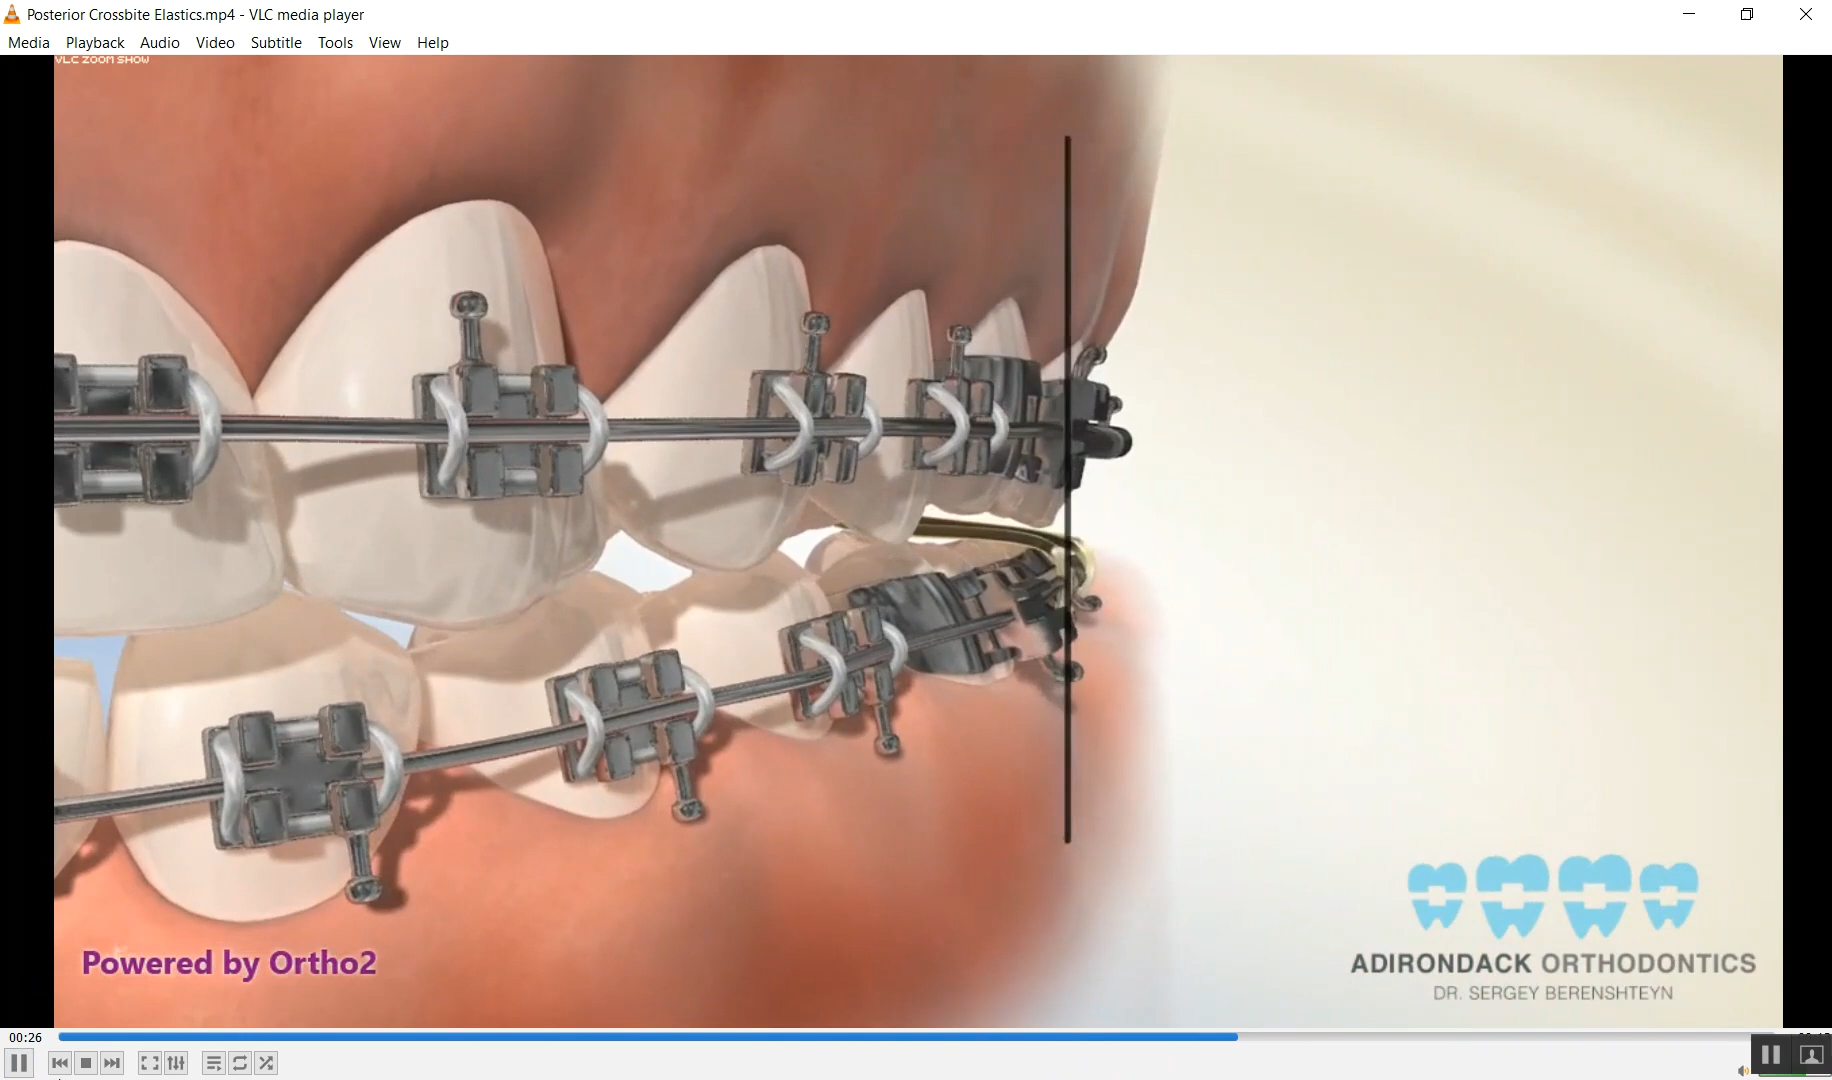 Posterior Crossbite Elastics.mp4 - VLC media player
Media Playback Audio Video Subtitle Tools View Help
VLC ZOOM SHOW
Powered by Ortho2
ADIRONDACK ORTHODONTICS
DR. SERGEY BERENSHTEYN
00:26